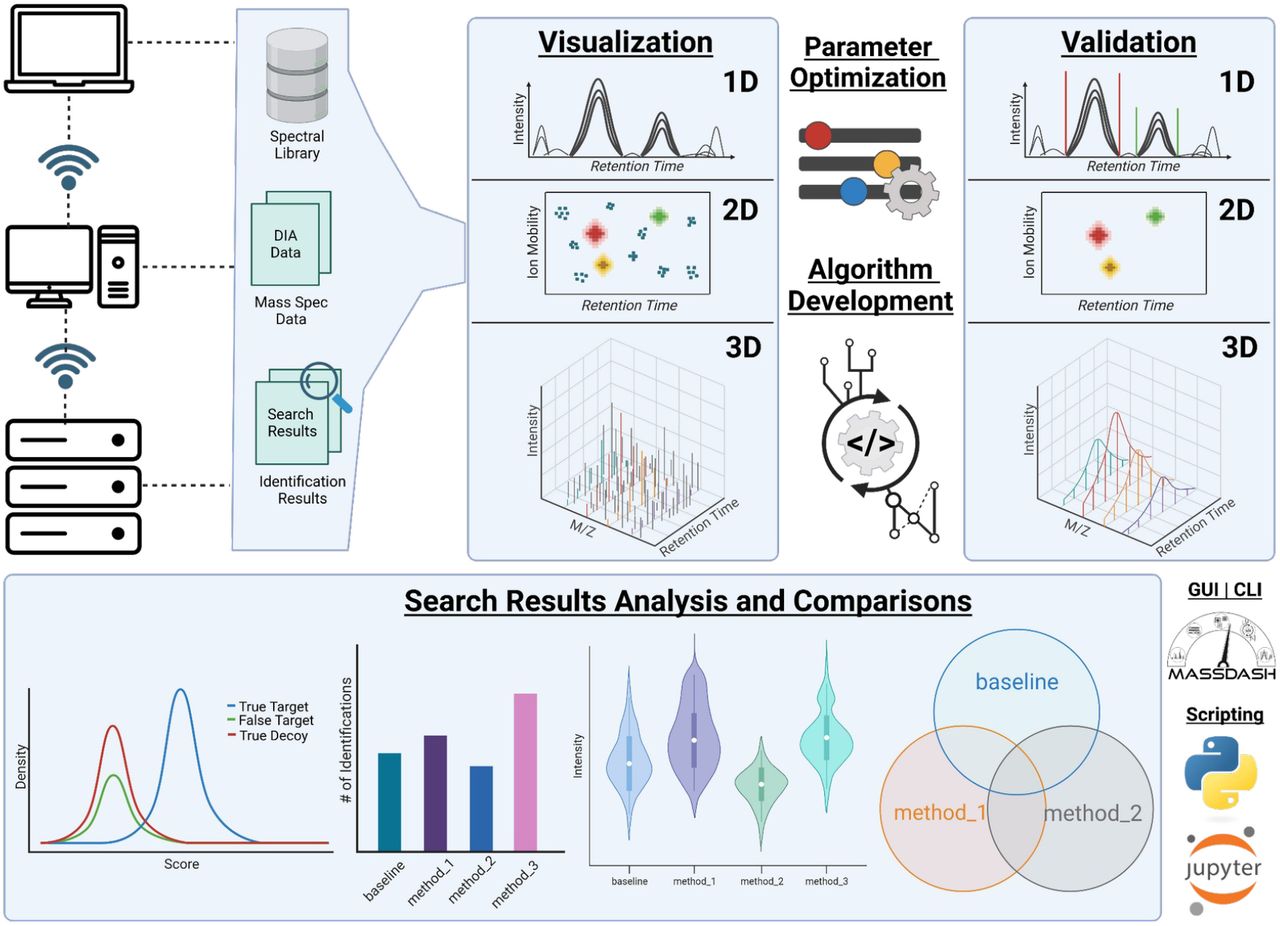 Spectral
Library
DIA
Data
Mass Spec
Data
Search
Results
Identification
Results
Visualization
1D
Intensity
Retention Time
2D
Ion Mobility
Retention Time
3D
Intensity
M/Z
Retention Time
Parameter
Optimization
Algorithm
Development
</>
Validation
1D
Intensity
Retention Time
2D
Ion Mobility
Retention Time
3D
Intensity
M/Z
Retention Time
Search Results Analysis and Comparisons
Density
True Target
False Target
True Decoy
Score
# of Identifications
baseline
method_1
method_2
method_3
Intensity
baseline
method_1
method_2
method_3
baseline
method_1
method_2
GUI | CLI
MASSDASH
Scripting
jupyter